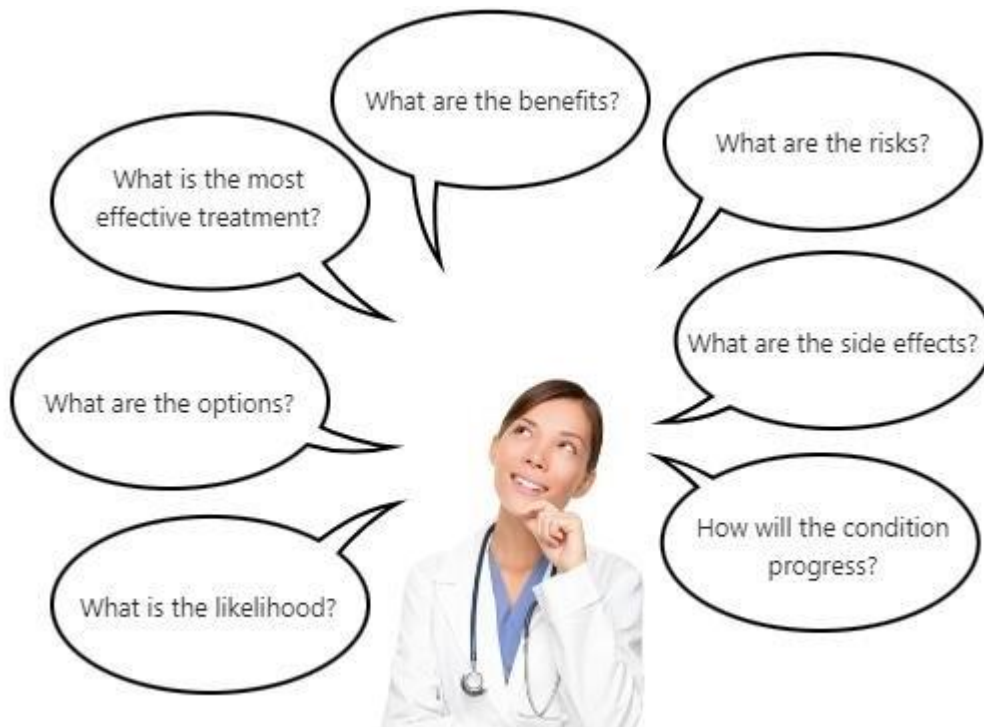 What are the benefits?
What are the risks?
What is the most
effective treatment?
What are the side effects?
What are the options?
How will the condition
progress?
What is the likelihood?